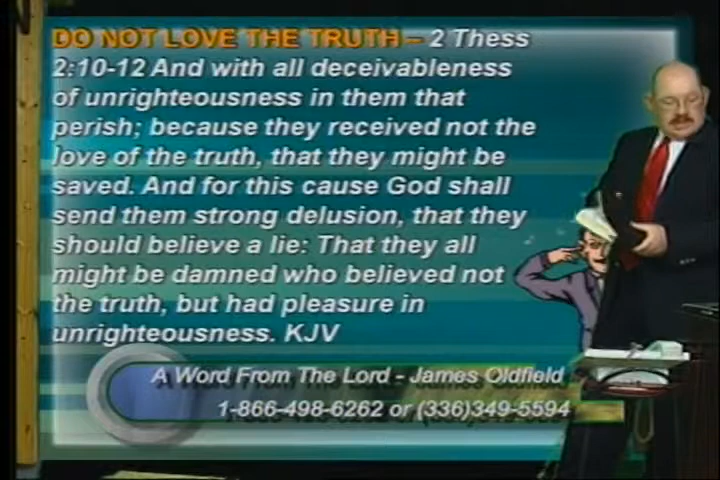 DO NOT LOVE THE TRUTH – 2 Thess
2:10-12 And with all deceivableness
of unrighteousness in them that
perish; because they received not the
love of the truth, that they might be
saved. And for this cause God shall
send them strong delusion, that they
should believe a lie: That they all
might be damned who believed not
the truth, but had pleasure in
unrighteousness. KJV
A Word From The Lord - James Oldfield
1-866-498-6262 or (336)349-5594